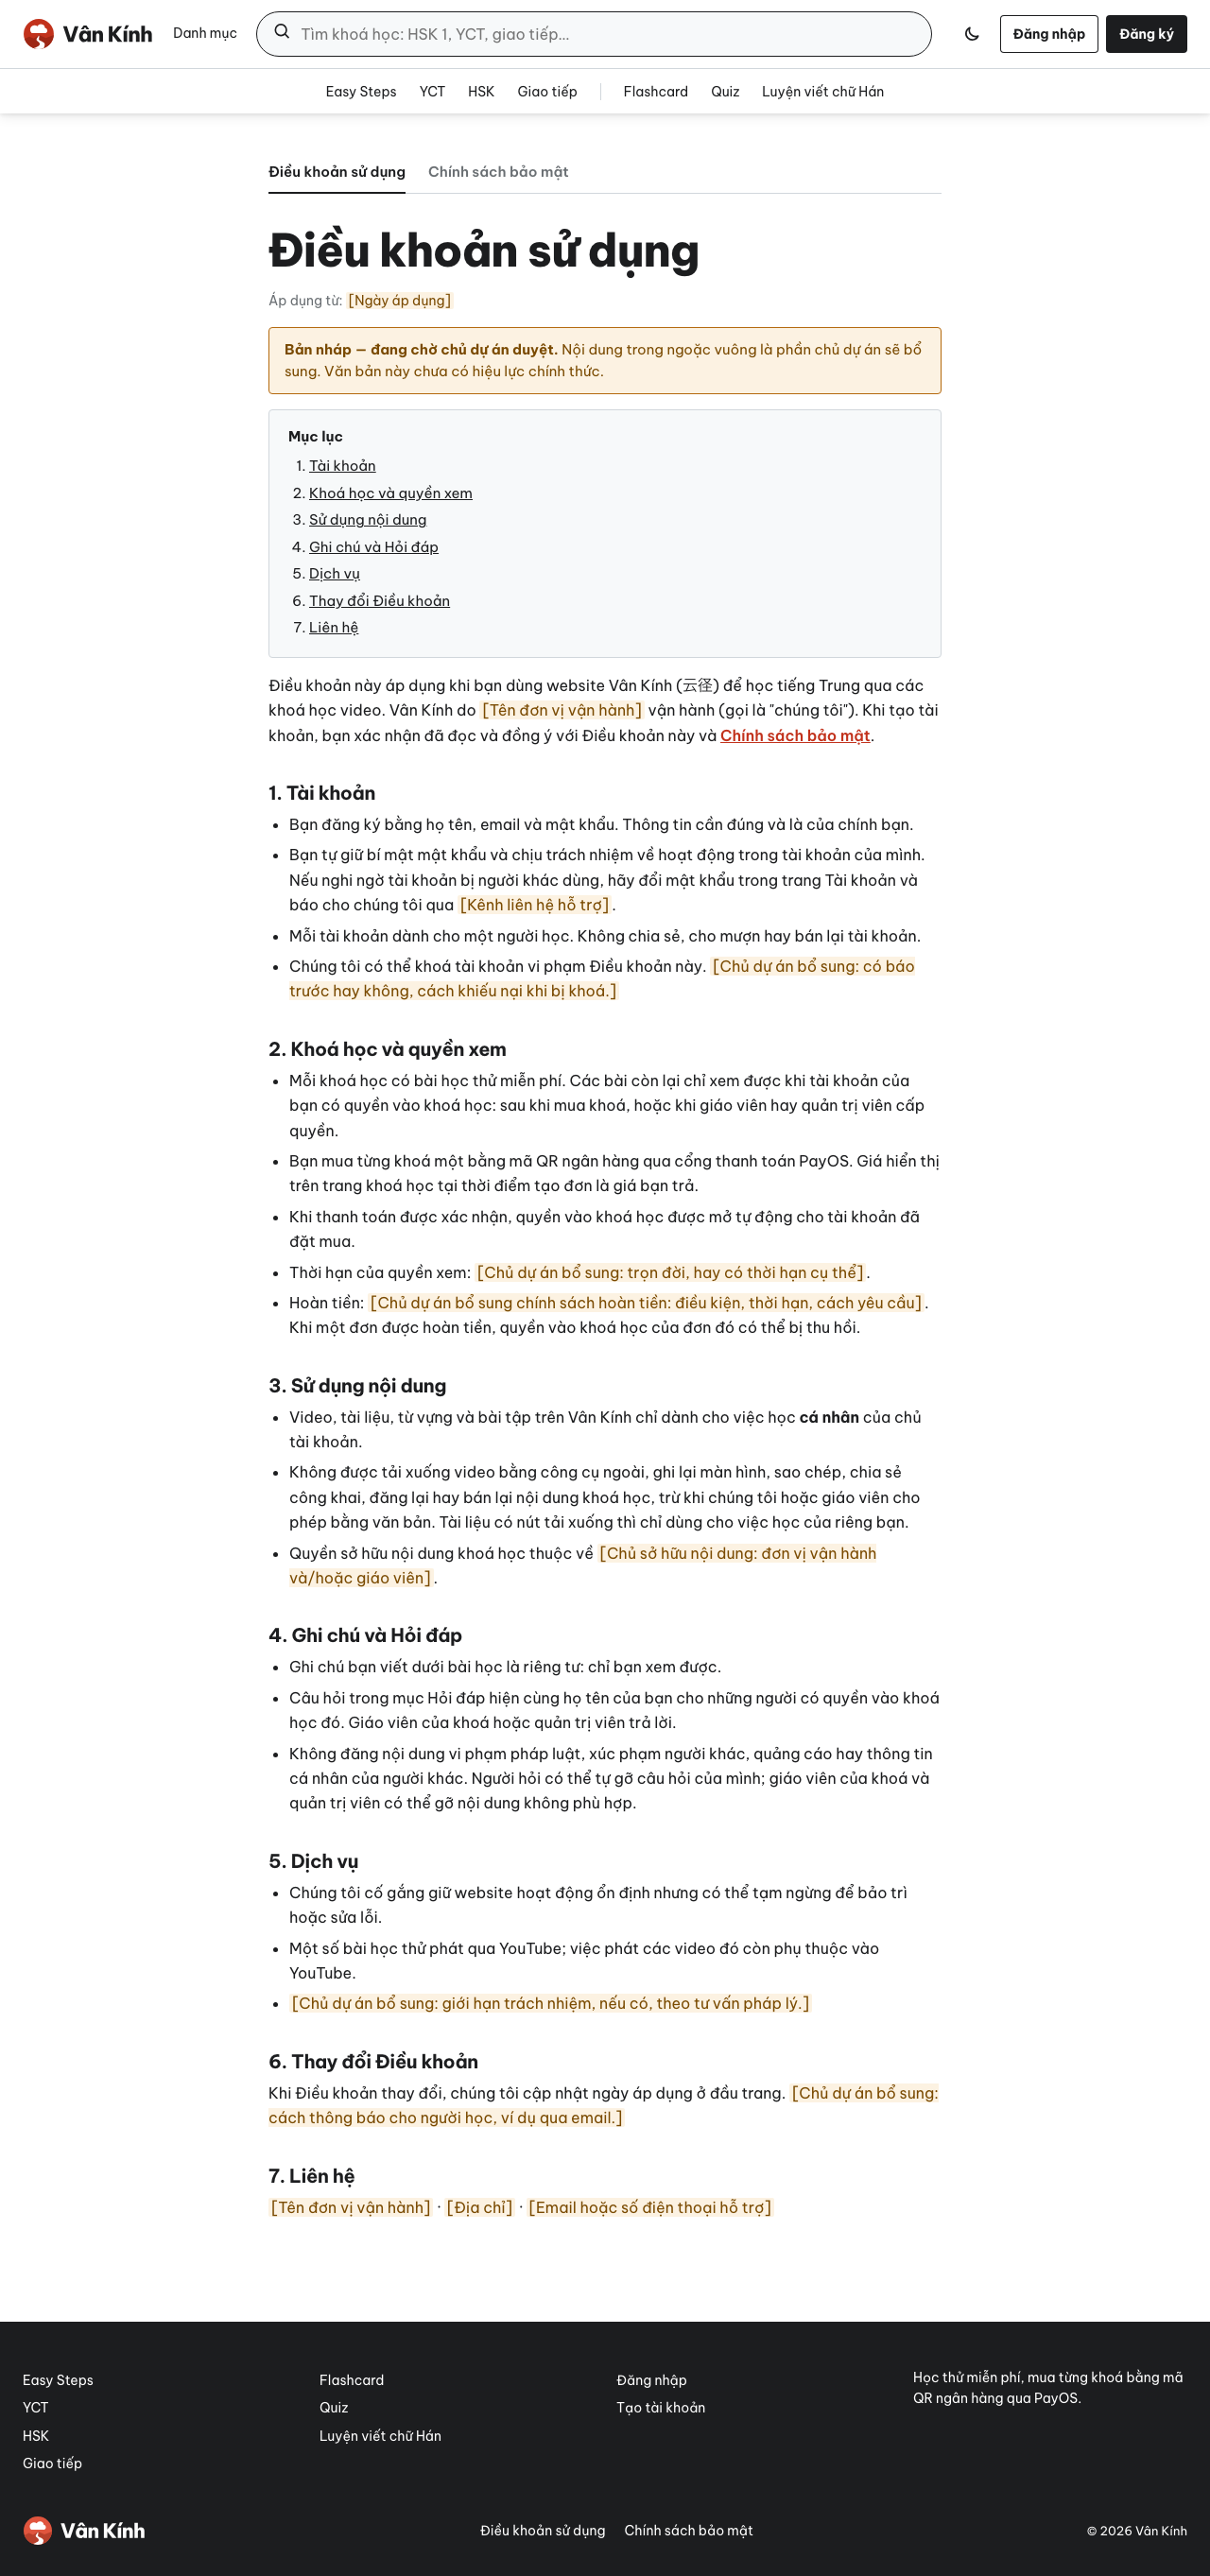 Vân Kính
Danh mục
Tìm khoá học: HSK 1, YCT, giao tiếp...
Đăng nhập
Đăng ký
Easy Steps
YCT
HSK
Giao tiếp
Flashcard
Quiz
Luyện viết chữ Hán
Điều khoản sử dụng
Chính sách bảo mật
Điều khoản sử dụng
Áp dụng từ: [Ngày áp dụng]
Bản nháp — đang chờ chủ dự án duyệt. Nội dung trong ngoặc vuông là phần chủ dự án sẽ bổ
sung. Văn bản này chưa có hiệu lực chính thức.
Mục lục
1. Tài khoản
2. Khoá học và quyền xem
3. Sử dụng nội dung
4. Ghi chú và Hỏi đáp
5. Dịch vụ
6. Thay đổi Điều khoản
7. Liên hệ
Điều khoản này áp dụng khi bạn dùng website Vân Kính (云径) để học tiếng Trung qua các
khoá học video. Vân Kính do [Tên đơn vị vận hành] vận hành (gọi là "chúng tôi"). Khi tạo tài
khoản, bạn xác nhận đã đọc và đồng ý với Điều khoản này và Chính sách bảo mật.
1. Tài khoản
• Bạn đăng ký bằng họ tên, email và mật khẩu. Thông tin cần đúng và là của chính bạn.
• Bạn tự giữ bí mật mật khẩu và chịu trách nhiệm về hoạt động trong tài khoản của mình.
Nếu nghi ngờ tài khoản bị người khác dùng, hãy đổi mật khẩu trong trang Tài khoản và
báo cho chúng tôi qua [Kênh liên hệ hỗ trợ].
• Mỗi tài khoản dành cho một người học. Không chia sẻ, cho mượn hay bán lại tài khoản.
• Chúng tôi có thể khoá tài khoản vi phạm Điều khoản này. [Chủ dự án bổ sung: có báo
trước hay không, cách khiếu nại khi bị khoá.]
2. Khoá học và quyền xem
• Mỗi khoá học có bài học thử miễn phí. Các bài còn lại chỉ xem được khi tài khoản của
bạn có quyền vào khoá học: sau khi mua khoá, hoặc khi giáo viên hay quản trị viên cấp
quyền.
• Bạn mua từng khoá một bằng mã QR ngân hàng qua cổng thanh toán PayOS. Giá hiển thị
trên trang khoá học tại thời điểm tạo đơn là giá bạn trả.
• Khi thanh toán được xác nhận, quyền vào khoá học được mở tự động cho tài khoản đã
đặt mua.
• Thời hạn của quyền xem: [Chủ dự án bổ sung: trọn đời, hay có thời hạn cụ thể].
• Hoàn tiền: [Chủ dự án bổ sung chính sách hoàn tiền: điều kiện, thời hạn, cách yêu cầu].
Khi một đơn được hoàn tiền, quyền vào khoá học của đơn đó có thể bị thu hồi.
3. Sử dụng nội dung
• Video, tài liệu, từ vựng và bài tập trên Vân Kính chỉ dành cho việc học cá nhân của chủ
tài khoản.
• Không được tải xuống video bằng công cụ ngoài, ghi lại màn hình, sao chép, chia sẻ
công khai, đăng lại hay bán lại nội dung khoá học, trừ khi chúng tôi hoặc giáo viên cho
phép bằng văn bản. Tài liệu có nút tải xuống thì chỉ dùng cho việc học của riêng bạn.
• Quyền sở hữu nội dung khoá học thuộc về [Chủ sở hữu nội dung: đơn vị vận hành
và/hoặc giáo viên].
4. Ghi chú và Hỏi đáp
• Ghi chú bạn viết dưới bài học là riêng tư: chỉ bạn xem được.
• Câu hỏi trong mục Hỏi đáp hiện cùng họ tên của bạn cho những người có quyền vào khoá
học đó. Giáo viên của khoá hoặc quản trị viên trả lời.
• Không đăng nội dung vi phạm pháp luật, xúc phạm người khác, quảng cáo hay thông tin
cá nhân của người khác. Người hỏi có thể tự gỡ câu hỏi của mình; giáo viên của khoá và
quản trị viên có thể gỡ nội dung không phù hợp.
5. Dịch vụ
• Chúng tôi cố gắng giữ website hoạt động ổn định nhưng có thể tạm ngừng để bảo trì
hoặc sửa lỗi.
• Một số bài học thử phát qua YouTube; việc phát các video đó còn phụ thuộc vào
YouTube.
• [Chủ dự án bổ sung: giới hạn trách nhiệm, nếu có, theo tư vấn pháp lý.]
6. Thay đổi Điều khoản
Khi Điều khoản thay đổi, chúng tôi cập nhật ngày áp dụng ở đầu trang. [Chủ dự án bổ sung:
cách thông báo cho người học, ví dụ qua email.]
7. Liên hệ
[Tên đơn vị vận hành] · [Địa chỉ] · [Email hoặc số điện thoại hỗ trợ]
Easy Steps
YCT
HSK
Giao tiếp
Flashcard
Quiz
Luyện viết chữ Hán
Đăng nhập
Tạo tài khoản
Học thử miễn phí, mua từng khoá bằng mã
QR ngân hàng qua PayOS.
Vân Kính
Điều khoản sử dụng
Chính sách bảo mật
© 2026 Vân Kính